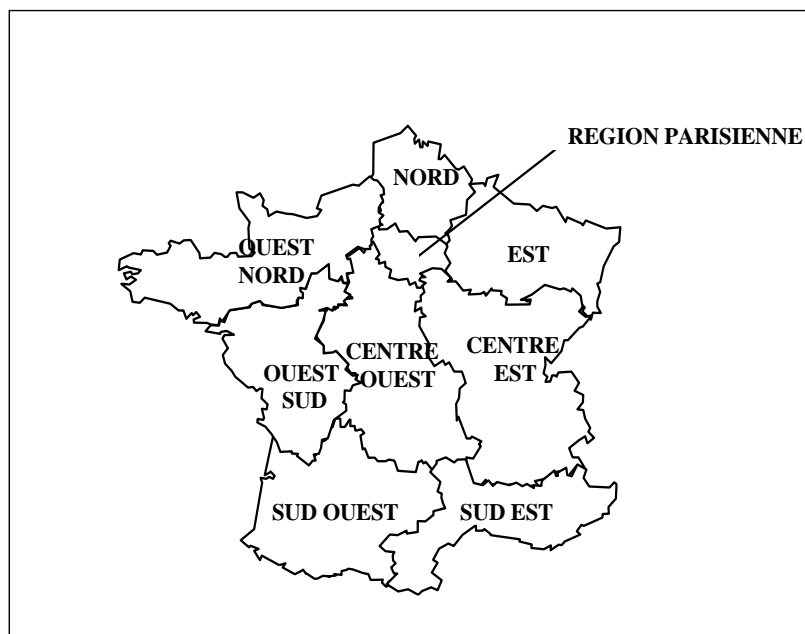 REGION PARISIENNE
NORD
OUEST
NORD
EST
CENTRE
OUEST
CENTRE
EST
OUEST
SUD
SUD OUEST
SUD EST